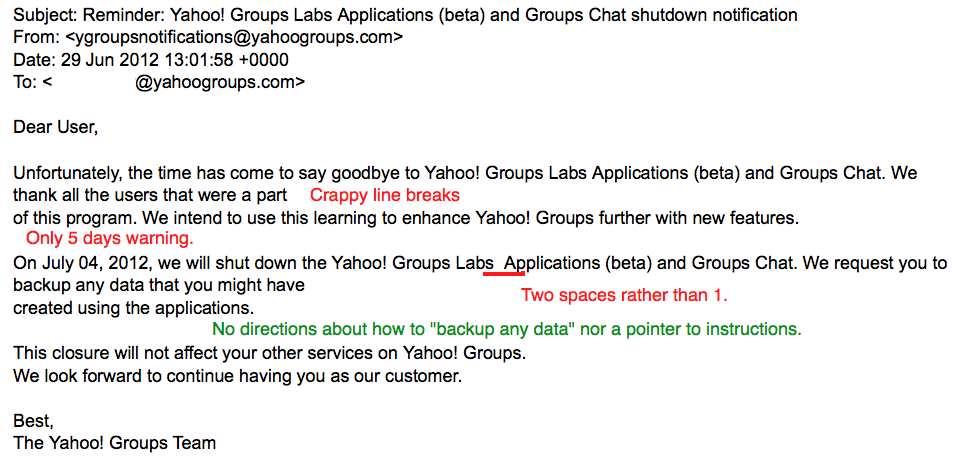 Subject: Reminder: Yahoo! Groups Labs Applications (beta) and Groups Chat shutdown notification
From: <ygroupsnotifications@yahoogroups.com>
Date: 29 Jun 2012 13:01:58 +0000
To: <                @yahoogroups.com>
Dear User,
Unfortunately, the time has come to say goodbye to Yahoo! Groups Labs Applications (beta) and Groups Chat. We
thank all the users that were a part Crappy line breaks
of this program. We intend to use this learning to enhance Yahoo! Groups further with new features.
Only 5 days warning.
On July 04, 2012, we will shut down the Yahoo! Groups Labs  Applications (beta) and Groups Chat. We request you to
backup any data that you might have
Two spaces rather than 1.
created using the applications.
No directions about how to "backup any data" nor a pointer to instructions.
This closure will not affect your other services on Yahoo! Groups.
We look forward to continue having you as our customer.
Best,
The Yahoo! Groups Team